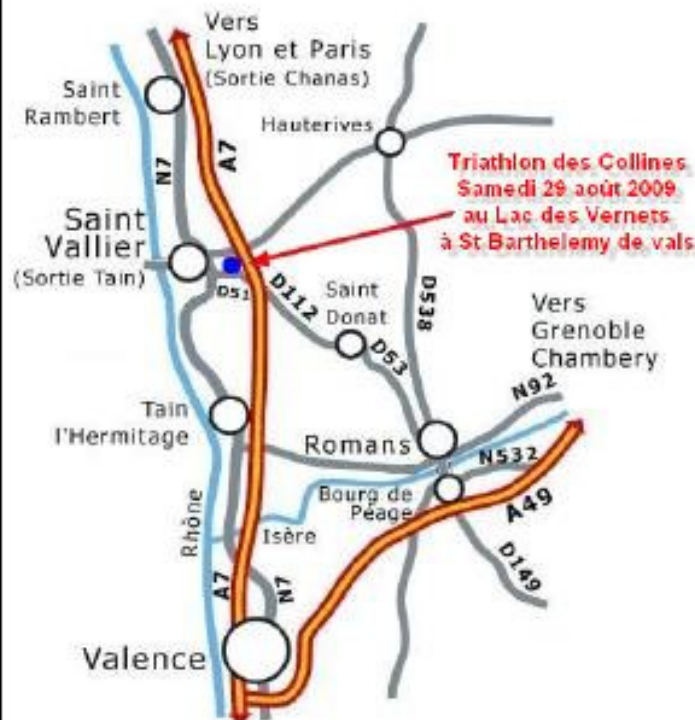 Vers
Lyon et Paris
(Sortie Chanas)
Saint
Rambert
Hauterives
N7
A7
Triathlon des Collines
Samedi 29 août 2009
au Lac des Vernets
à St Barthelemy de vals
Saint
Vallier
(Sortie Tain)
D51
D112
Saint
Donat
D538
D53
Vers
Grenoble
Chambery
N92
Tain
l'Hermitage
Romans
N532
Bourg de
Péage
A49
Rhône
Isère
D149
A7
N7
Valence